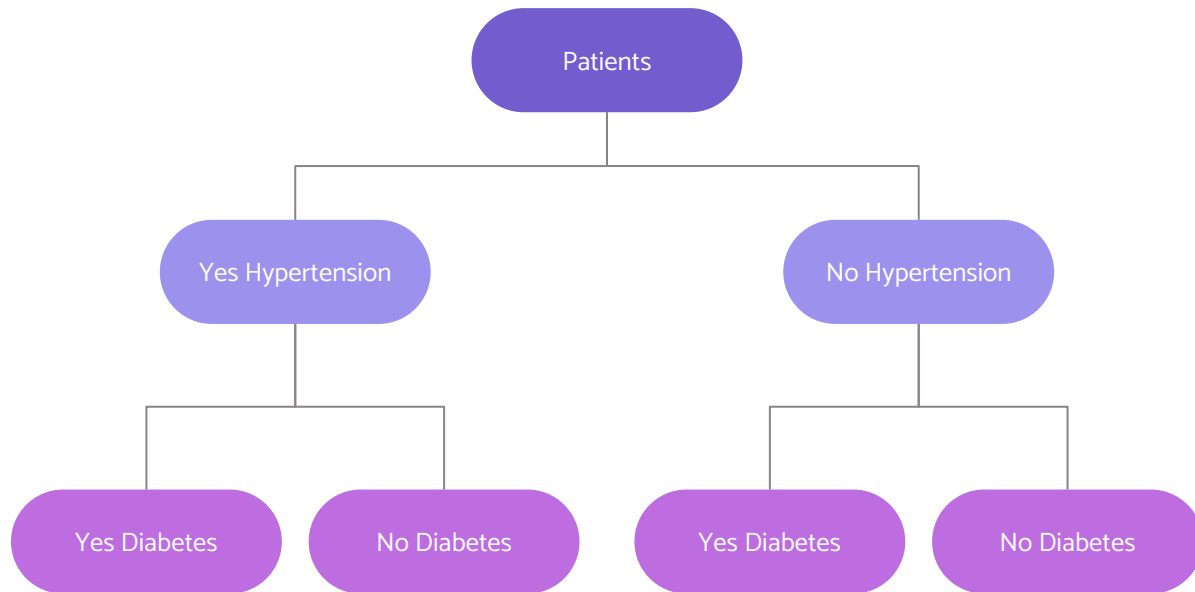 Patients
Yes Hypertension
No Hypertension
Yes Diabetes
No Diabetes
Yes Diabetes
No Diabetes